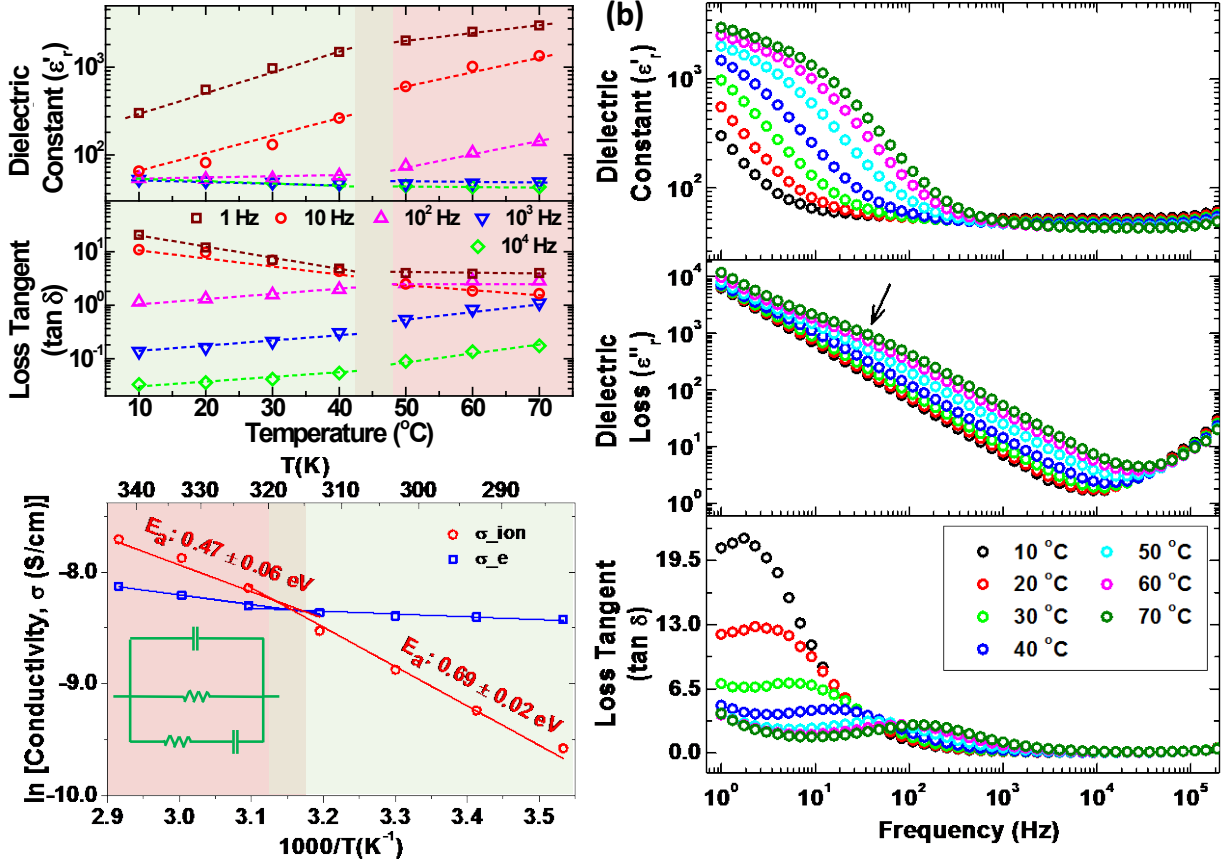 Dielectric
Constant (ε'r)
10³
10²
1 Hz 10 Hz 10² Hz 10³ Hz
10⁴ Hz
Loss Tangent
(tan δ)
10¹
10⁰
10⁻¹
10 20 30 40 50 60 70
Temperature (°C)
T(K)
340 330 320 310 300 290
ln [Conductivity, σ (S/cm)]
-8.0
-9.0
-10.0
Eₐ: 0.47 ± 0.06 eV
σ_ion
σ_e
Eₐ: 0.69 ± 0.02 eV
2.9 3.0 3.1 3.2 3.3 3.4 3.5
1000/T(K⁻¹)
(b)
Dielectric
Constant (ε'r)
10³
10²
Dielectric
Loss (ε''r)
10⁴
10³
10²
10¹
10⁰
Loss Tangent
(tan δ)
19.5
13.0
6.5
0.0
10 °C 50 °C
20 °C 60 °C
30 °C 70 °C
40 °C
10⁰ 10¹ 10² 10³ 10⁴ 10⁵
Frequency (Hz)